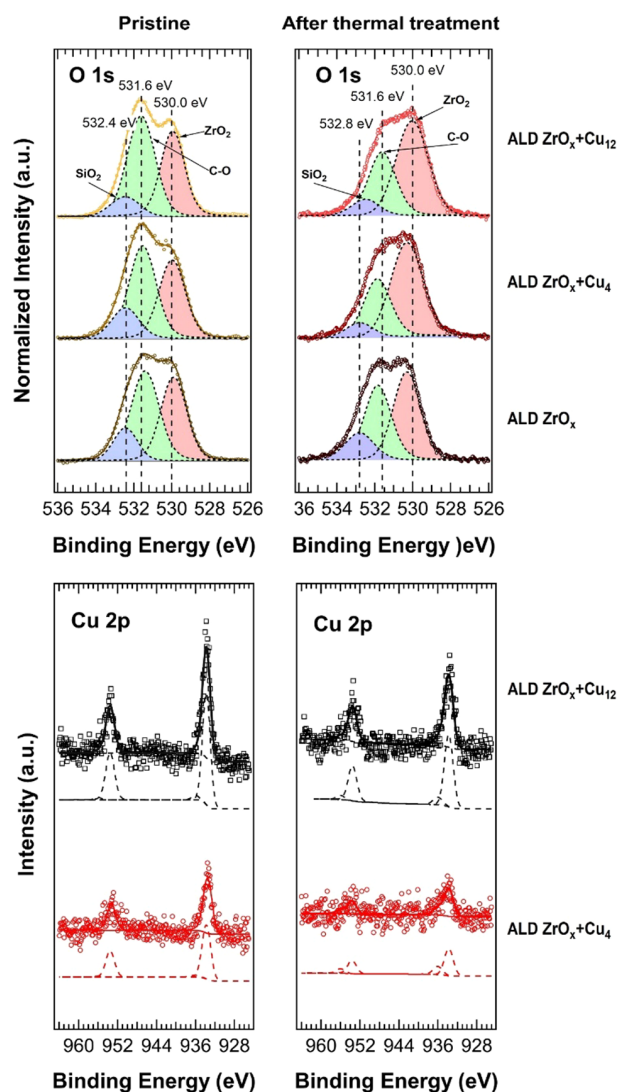 Pristine
After thermal treatment
O 1s
531.6 eV
530.0 eV
532.4 eV
ZrO₂
C-O
SiO₂
O 1s
530.0 eV
531.6 eV
532.8 eV
ZrO₂
C-O
SiO₂
ALD ZrOₓ+Cu₁₂
ALD ZrOₓ+Cu₄
ALD ZrOₓ
Normalized Intensity (a.u.)
536 534 532 530 528 526
36 534 532 530 528 526
Binding Energy (eV)
Binding Energy )eV)
Cu 2p
Cu 2p
ALD ZrOₓ+Cu₁₂
ALD ZrOₓ+Cu₄
Intensity (a.u.)
960 952 944 936 928
960 952 944 936 928
Binding Energy (eV)
Binding Energy (eV)